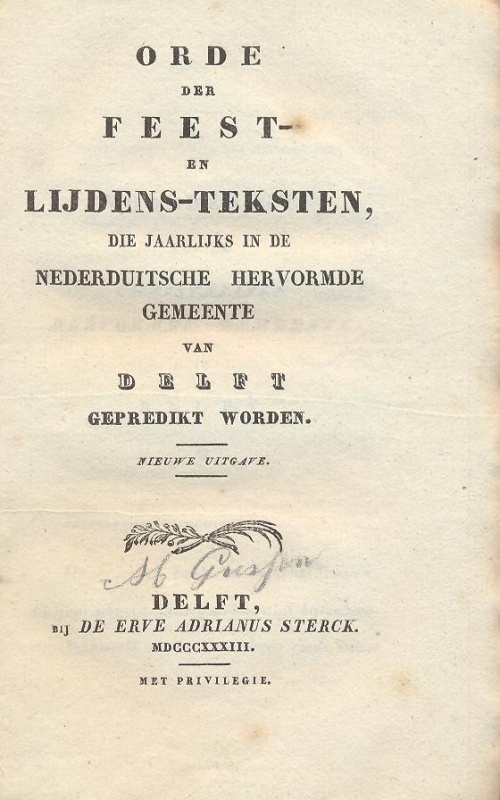 ORDE
DER
FEEST-
EN
LIJDENS-TEKSTEN,
DIE JAARLIJKS IN DE
NEDERDUITSCHE HERVORMDE
GEMEENTE
VAN
DELFT
GEPREDIKT WORDEN.
NIEUWE UITGAVE.
DELFT,
BIJ DE ERVE ADRIANUS STERCK.
MDCCCXXXIII.
MET PRIVILEGIE.